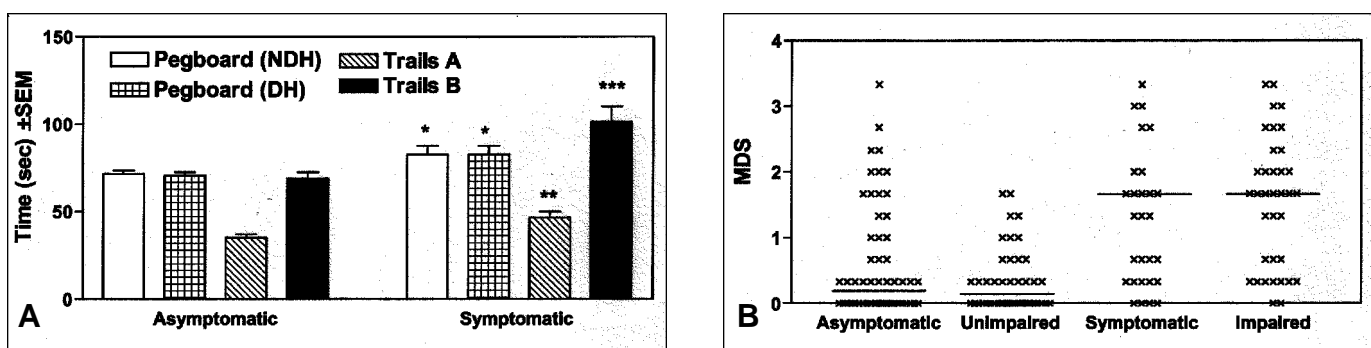 150
100
50
0
Time (sec) ±SEM
Pegboard (NDH)
Pegboard (DH)
Trails A
Trails B
*
*
**
***
Asymptomatic
Symptomatic
A
4
3
2
1
0
MDS
Asymptomatic
Unimpaired
Symptomatic
Impaired
B